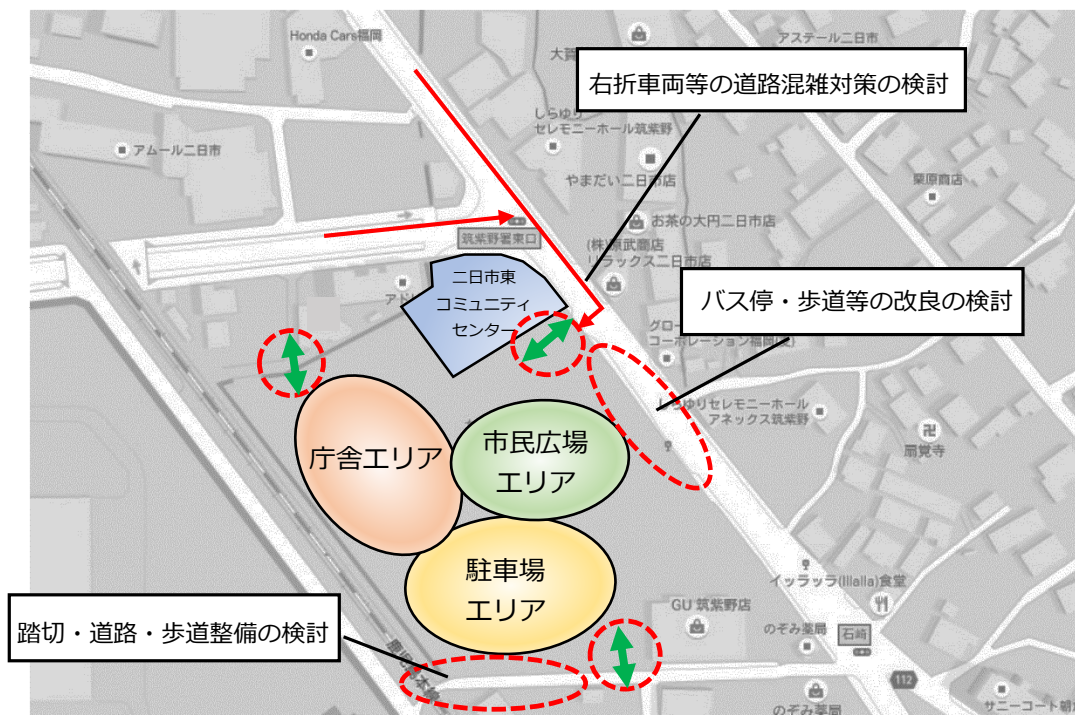 Honda Cars福岡
アステール二日市
右折車両等の道路混雑対策の検討
しらゆり
セレモニーホール筑紫野
アムール二日市
やまだい二日市店
栗原商店
お茶の大円二日市店
筑紫野署東口
(株)原武商店
リラックス二日市店
二日市東
コミュニティ
センター
バス停・歩道等の改良の検討
コーポレーション福岡(支)
しらゆりセレモニーホール
アネックス筑紫野
扇覚寺
庁舎エリア
市民広場
エリア
駐車場
エリア
イッラッラ(Illalla)食堂
GU 筑紫野店
のぞみ薬局
石崎
踏切・道路・歩道整備の検討
鹿児島本線
112
のぞみ薬局
サニーコート朝